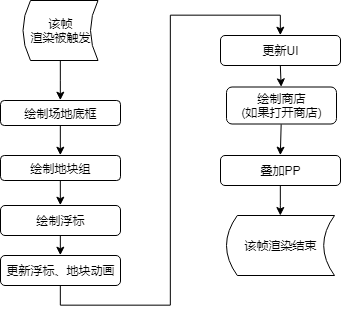 该帧
渲染被触发
绘制场地底框
绘制地块组
绘制浮标
更新浮标、地块动画
更新UI
绘制商店
(如果打开商店)
叠加PP
该帧渲染结束